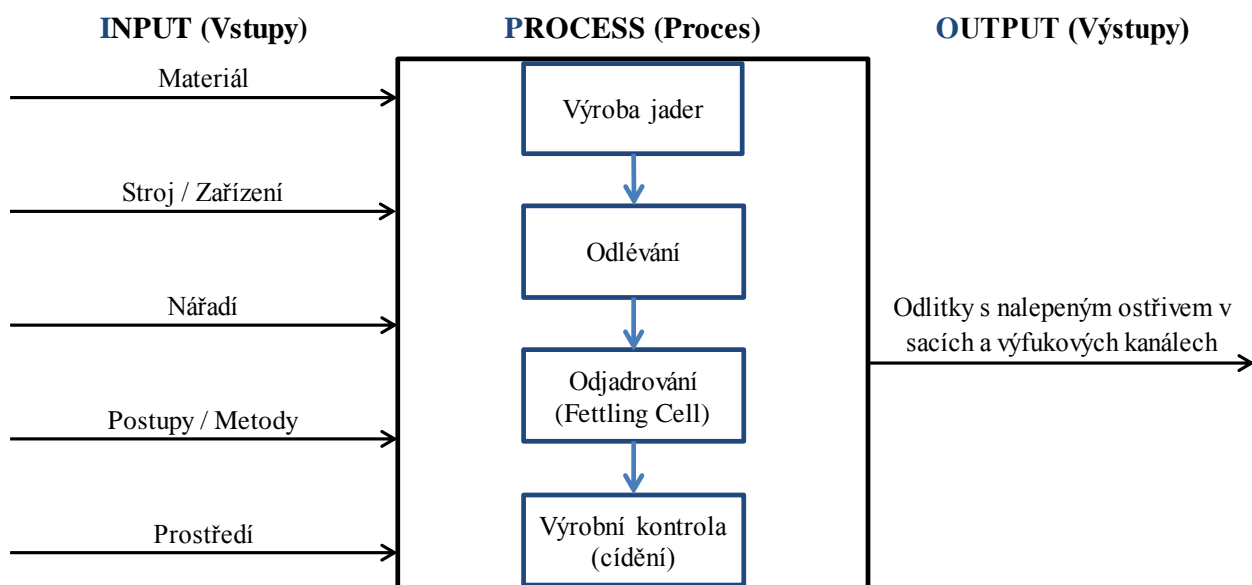 INPUT (Vstupy)
PROCESS (Proces)
OUTPUT (Výstupy)
Materiál
Stroj / Zařízení
Nářadí
Postupy / Metody
Prostředí
Výroba jader
Odlévání
Odjadrování
(Fettling Cell)
Výrobní kontrola
(cídění)
Odlitky s nalepeným ostřivem v
sacích a výfukových kanálech